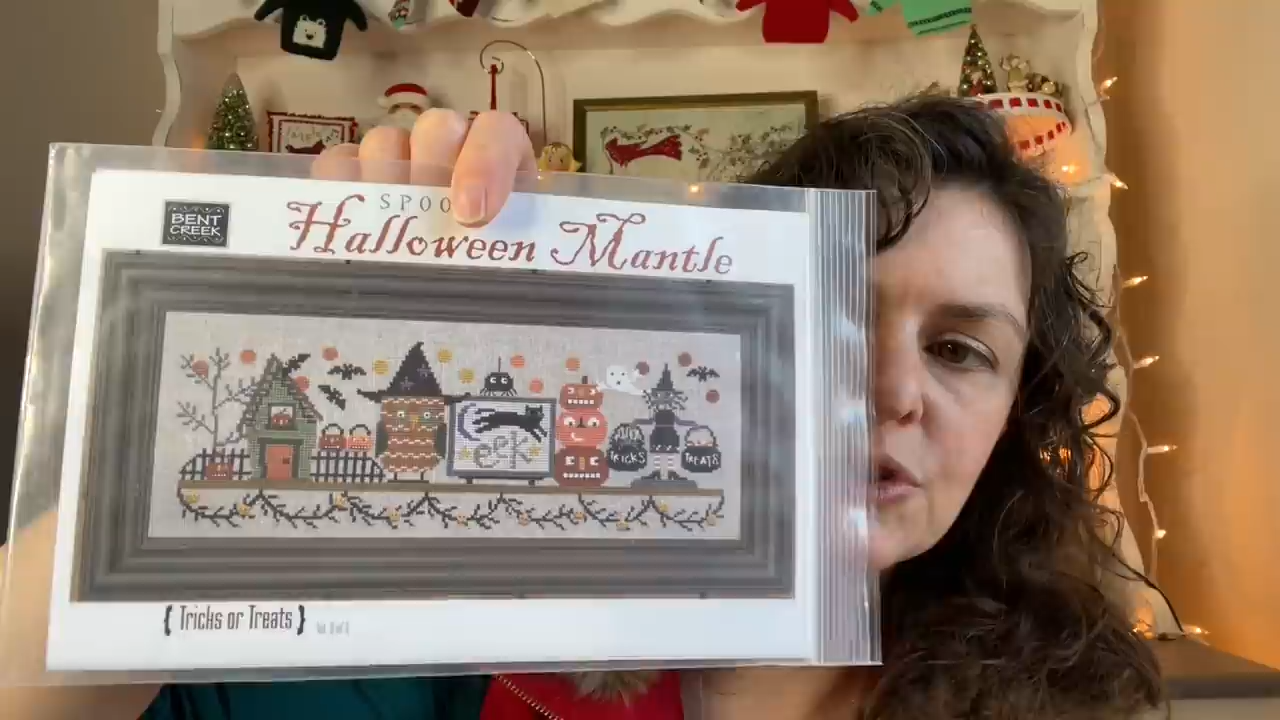 BENT
CREEK
SPOO
Halloween Mantle
eek
TRICKS
TREATS
{ Tricks or Treats }